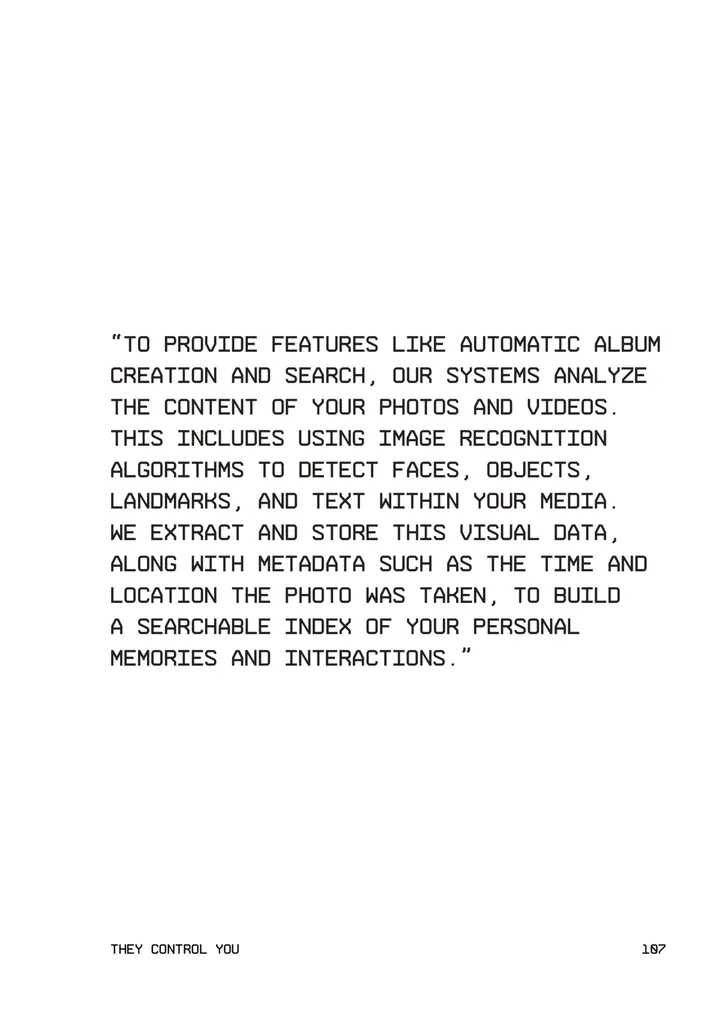 “TO PROVIDE FEATURES LIKE AUTOMATIC ALBUM
CREATION AND SEARCH, OUR SYSTEMS ANALYZE
THE CONTENT OF YOUR PHOTOS AND VIDEOS.
THIS INCLUDES USING IMAGE RECOGNITION
ALGORITHMS TO DETECT FACES, OBJECTS,
LANDMARKS, AND TEXT WITHIN YOUR MEDIA.
WE EXTRACT AND STORE THIS VISUAL DATA,
ALONG WITH METADATA SUCH AS THE TIME AND
LOCATION THE PHOTO WAS TAKEN, TO BUILD
A SEARCHABLE INDEX OF YOUR PERSONAL
MEMORIES AND INTERACTIONS.”
THEY CONTROL YOU
107